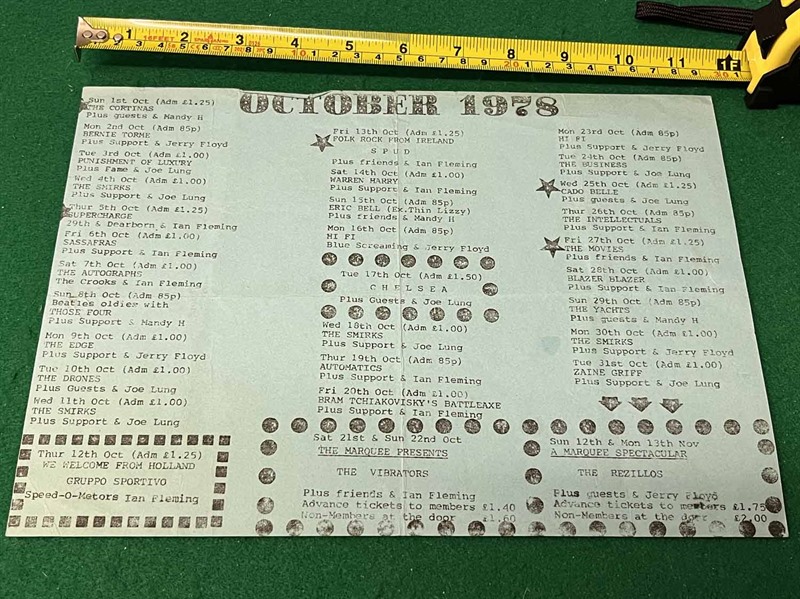 OCTOBER 1978
Sun 1st Oct (Adm £1.25)
THE CORTINAS
Plus guests & Mandy H
Mon 2nd Oct (Adm 85p)
BERNIE TORME
Plus Support & Jerry Floyd
Tue 3rd Oct (Adm £1.00)
PUNISHMENT OF LUXURY
Plus Fame & Joe Lung
Wed 4th Oct (Adm £1.00)
THE SMIRKS
Plus Support & Joe Lung
Thur 5th Oct (Adm £1.25)
SUPERCHARGE
29th & Dearborn & Ian Fleming
Fri 6th Oct (Adm £1.00)
SASSAFRAS
Plus Support & Ian Fleming
Sat 7th Oct (Adm £1.00)
THE AUTOGRAPHS
The Crooks & Ian Fleming
Sun 8th Oct (Adm 85p)
Beatles oldies with
THOSE FOUR
Plus Support & Mandy H
Mon 9th Oct (Adm £1.00)
THE EDGE
Plus Support & Jerry Floyd
Tue 10th Oct (Adm £1.00)
THE DRONES
Plus Guests & Joe Lung
Wed 11th Oct (Adm £1.00)
THE SMIRKS
Plus Support & Joe Lung
Thur 12th Oct (Adm £1.25)
WE WELCOME FROM HOLLAND
GRUPPO SPORTIVO
Speed-O-Metors Ian Fleming
Fri 13th Oct (Adm £1.25)
FOLK ROCK FROM IRELAND
SPUD
Plus friends & Ian Fleming
Sat 14th Oct (Adm £1.00)
WARREN HARRY
Plus Support & Ian Fleming
Sun 15th Oct (Adm 85p)
ERIC BELL (Ex.Thin Lizzy)
Plus friends & Mandy H
Mon 16th Oct (Adm 85p)
HI FI
Blue Screaming & Jerry Floyd
Tue 17th Oct (Adm £1.50)
CHELSEA
Plus Guests & Joe Lung
Wed 18th Oct (Adm £1.00)
THE SMIRKS
Plus Support & Joe Lung
Thur 19th Oct (Adm 85p)
AUTOMATICS
Plus Support & Ian Fleming
Fri 20th Oct (Adm £1.00)
BRAM TCHIAKOVISKY'S BATTLEAXE
Plus Support & Ian Fleming
Sat 21st & Sun 22nd Oct
THE MARQUEE PRESENTS
THE VIBRATORS
Plus friends & Ian Fleming
Advance tickets to members £1.40
Non-Members at the door £1.60
Mon 23rd Oct (Adm 85p)
HI FI
Plus Support & Jerry Floyd
Tue 24th Oct (Adm 85p)
THE BUSINESS
Plus Support & Joe Lung
Wed 25th Oct (Adm £1.25)
CADO BELLE
Plus guests & Joe Lung
Thur 26th Oct (Adm 85p)
THE INTELLECTUALS
Plus Support & Ian Fleming
Fri 27th Oct (Adm £1.25)
THE MOVIES
Plus friends & Ian Fleming
Sat 28th Oct (Adm £1.00)
BLAZER BLAZER
Plus Support & Ian Fleming
Sun 29th Oct (Adm 85p)
THE YACHTS
Plus guests & Mandy H
Mon 30th Oct (Adm £1.00)
THE SMIRKS
Plus Support & Jerry Floyd
Tue 31st Oct (Adm £1.00)
ZAINE GRIFF
Plus Support & Joe Lung
Sun 12th & Mon 13th Nov
A MARQUEE SPECTACULAR
THE REZILLOS
Plus guests & Jerry Floyd
Advance tickets to members £1.75
Non-Members at the door £2.00
1 2 3 4 5 6 7 8 9 10 11 1F